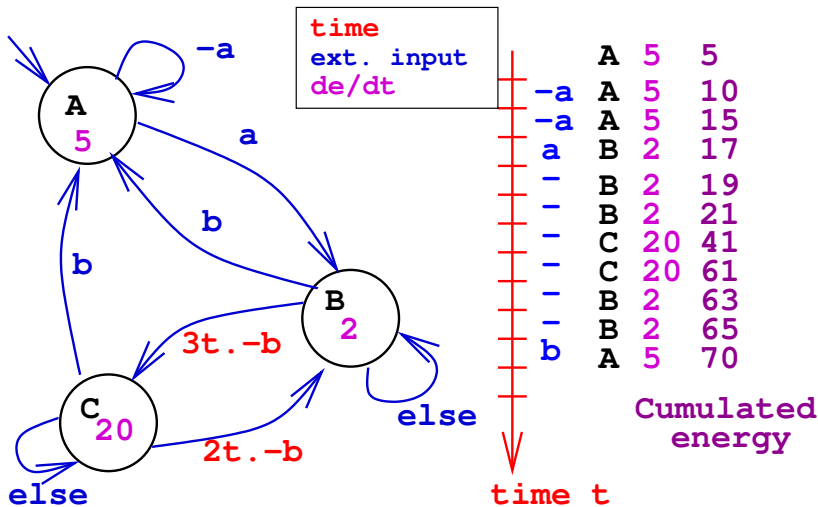 time
ext. input
de/dt
−a
A
5
a
b
b
B
2
3t.−b
C
20
2t.−b
else
else
A 5 5
−a A 5 10
−a A 5 15
a B 2 17
− B 2 19
− B 2 21
− C 20 41
− C 20 61
− B 2 63
− B 2 65
b A 5 70
Cumulated
energy
time t